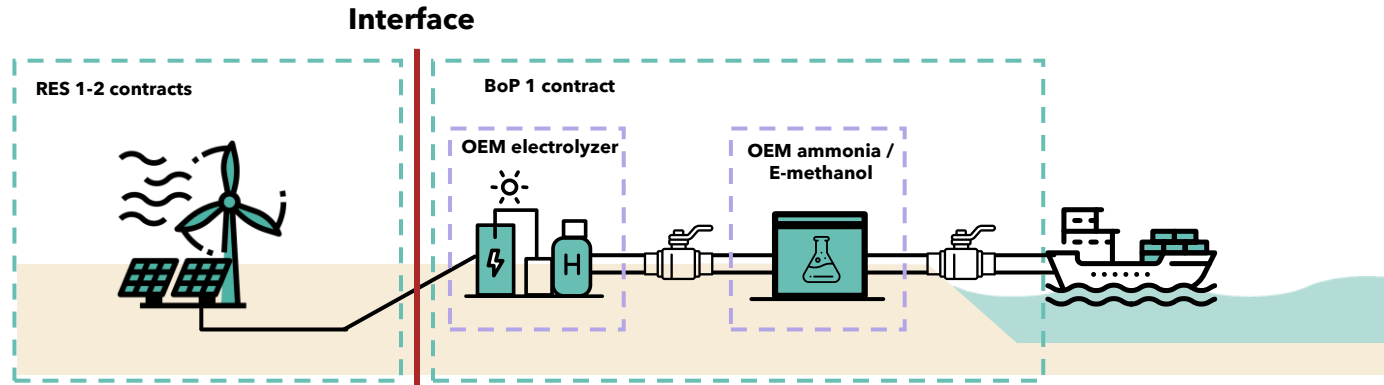 Interface
RES 1-2 contracts
BoP 1 contract
OEM electrolyzer
OEM ammonia /
E-methanol
H